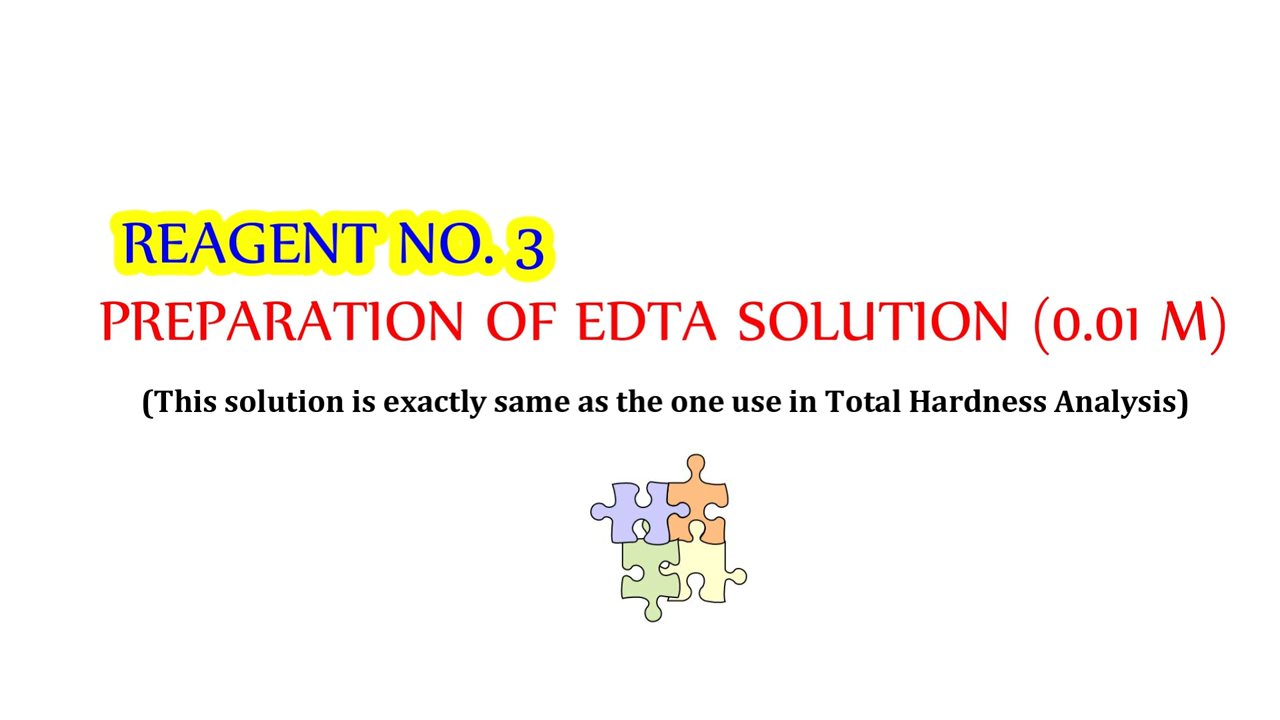 REAGENT NO. 3
PREPARATION OF EDTA SOLUTION (0.01 M)
(This solution is exactly same as the one use in Total Hardness Analysis)